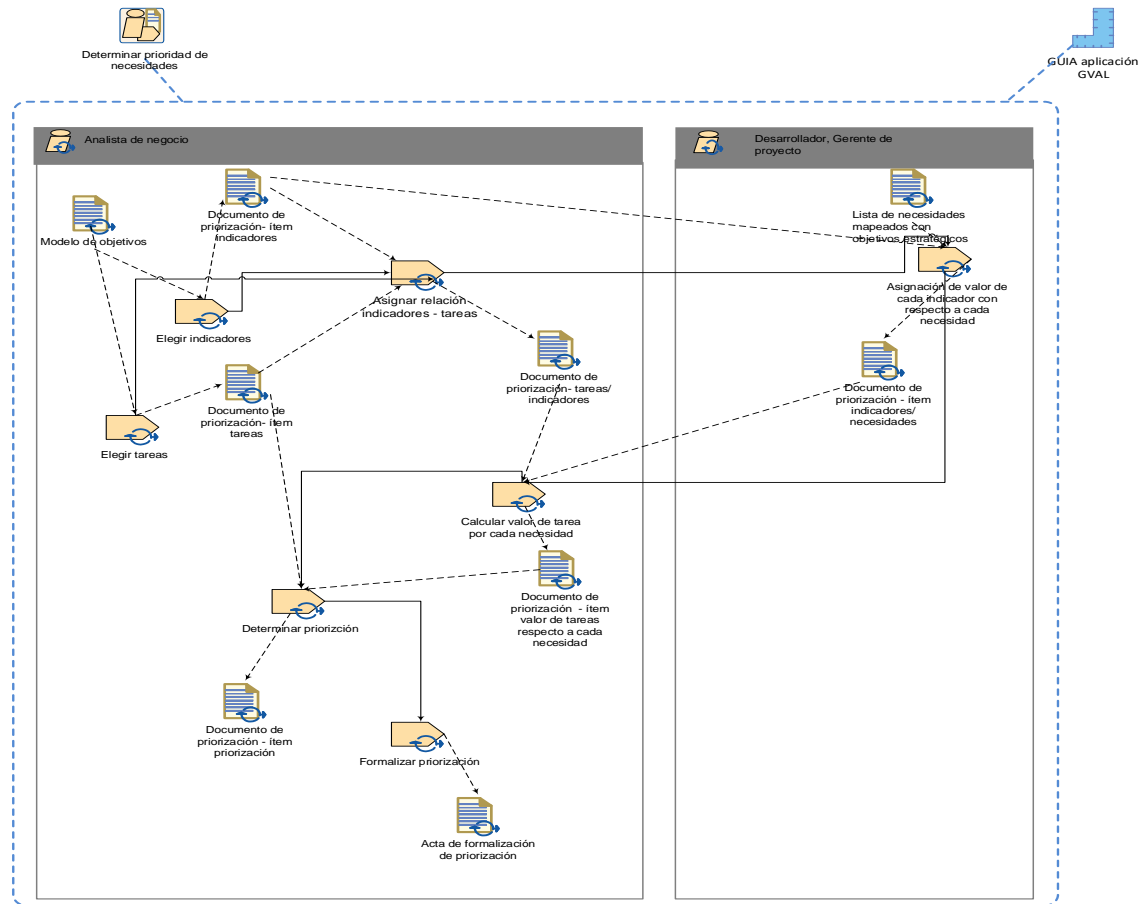 Determinar prioridad de
necesidades
GUIA aplicación
GVAL
Analista de negocio
Desarrollador, Gerente de
proyecto
Documento de
priorización- ítem
indicadores
Modelo de objetivos
Lista de necesidades
mapeados con
objetivos estratégicos
Asignar relación
indicadores - tareas
Asignación de valor de
cada indicador con
respecto a cada
necesidad
Elegir indicadores
Documento de
priorización- tareas/
indicadores
Documento de
priorización - ítem
indicadores/
necesidades
Documento de
priorización- ítem
tareas
Elegir tareas
Calcular valor de tarea
por cada necesidad
Documento de
priorización - ítem
valor de tareas
respecto a cada
necesidad
Determinar priorizción
Documento de
priorización - ítem
priorización
Formalizar priorización
Acta de formalización
de priorización